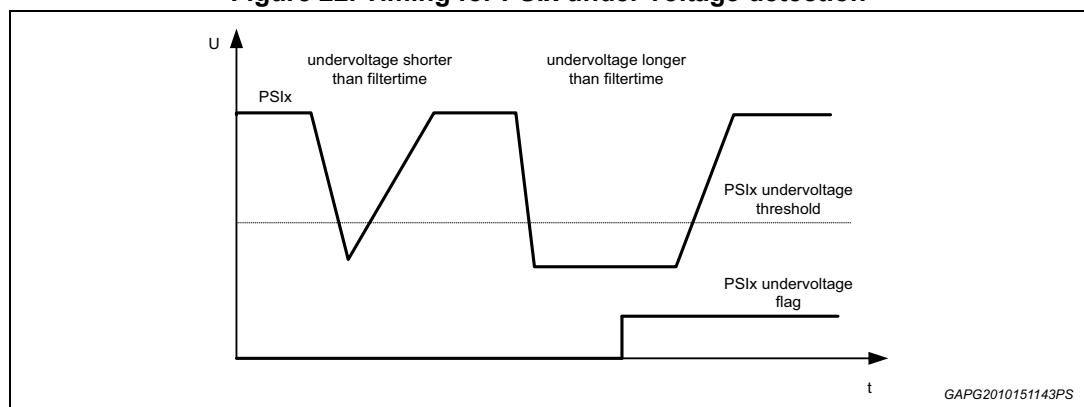 Figure 22. Timing for PSIx under voltage detection
U
undervoltage shorter
than filtertime
undervoltage longer
than filtertime
PSIx
PSIx undervoltage
threshold
PSIx undervoltage
flag
t
GAPG2010151143PS